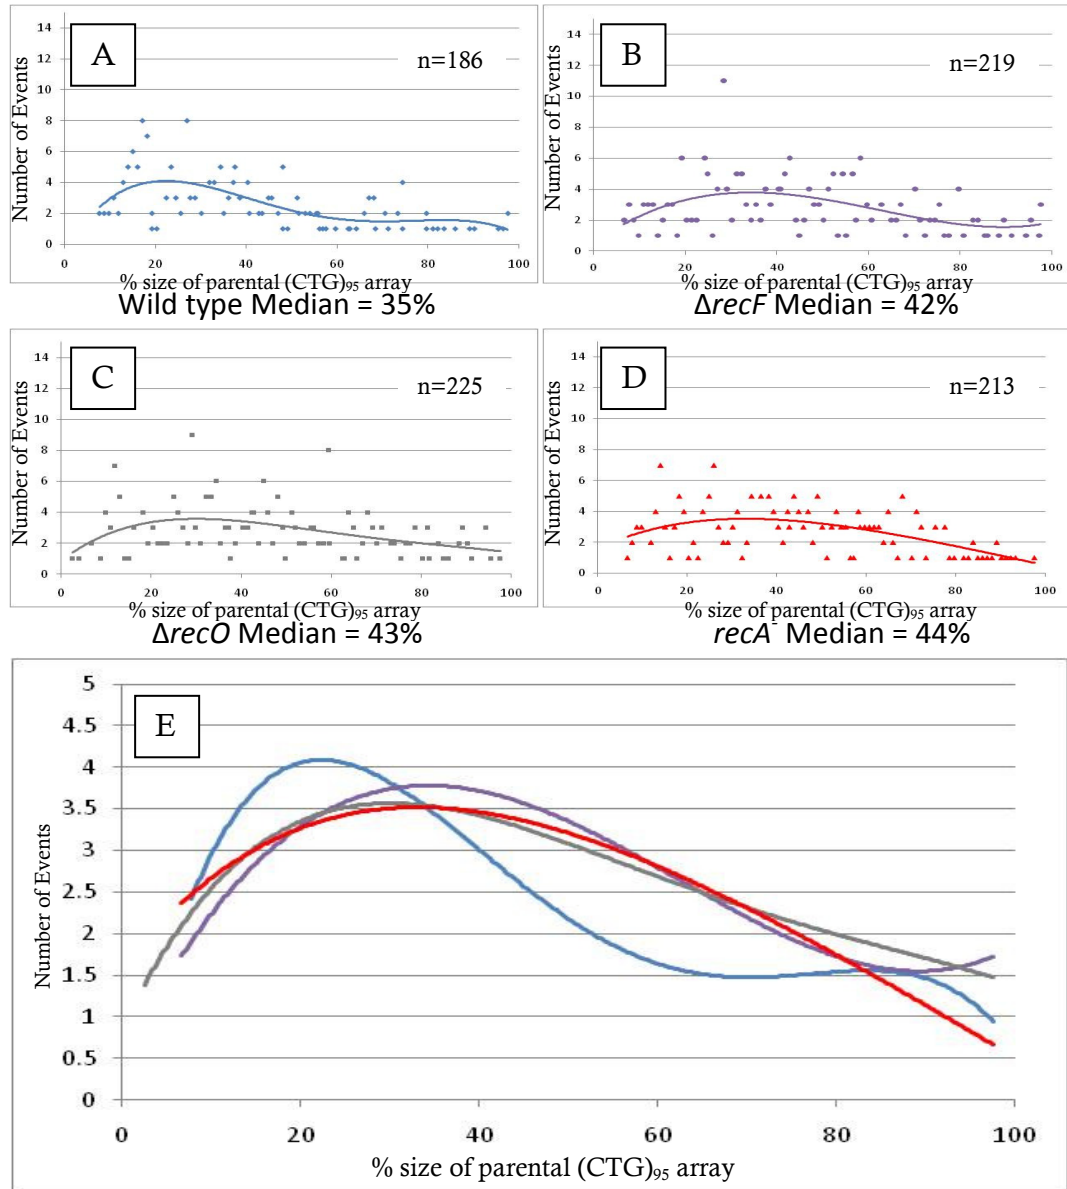 A
n=186
Number of Events
14
12
10
8
6
4
2
0
0 20 40 60 80 100
% size of parental (CTG)₉₅ array
Wild type Median = 35%
B
n=219
Number of Events
14
12
10
8
6
4
2
0
0 20 40 60 80 100
% size of parental (CTG)₉₅ array
ΔrecF Median = 42%
C
n=225
Number of Events
14
12
10
8
6
4
2
0
0 20 40 60 80 100
% size of parental (CTG)₉₅ array
ΔrecO Median = 43%
D
n=213
Number of Events
14
12
10
8
6
4
2
0
0 20 40 60 80 100
% size of parental (CTG)₉₅ array
recA⁻ Median = 44%
E
Number of Events
5
4.5
4
3.5
3
2.5
2
1.5
1
0.5
0
0 20 40 60 80 100
% size of parental (CTG)₉₅ array